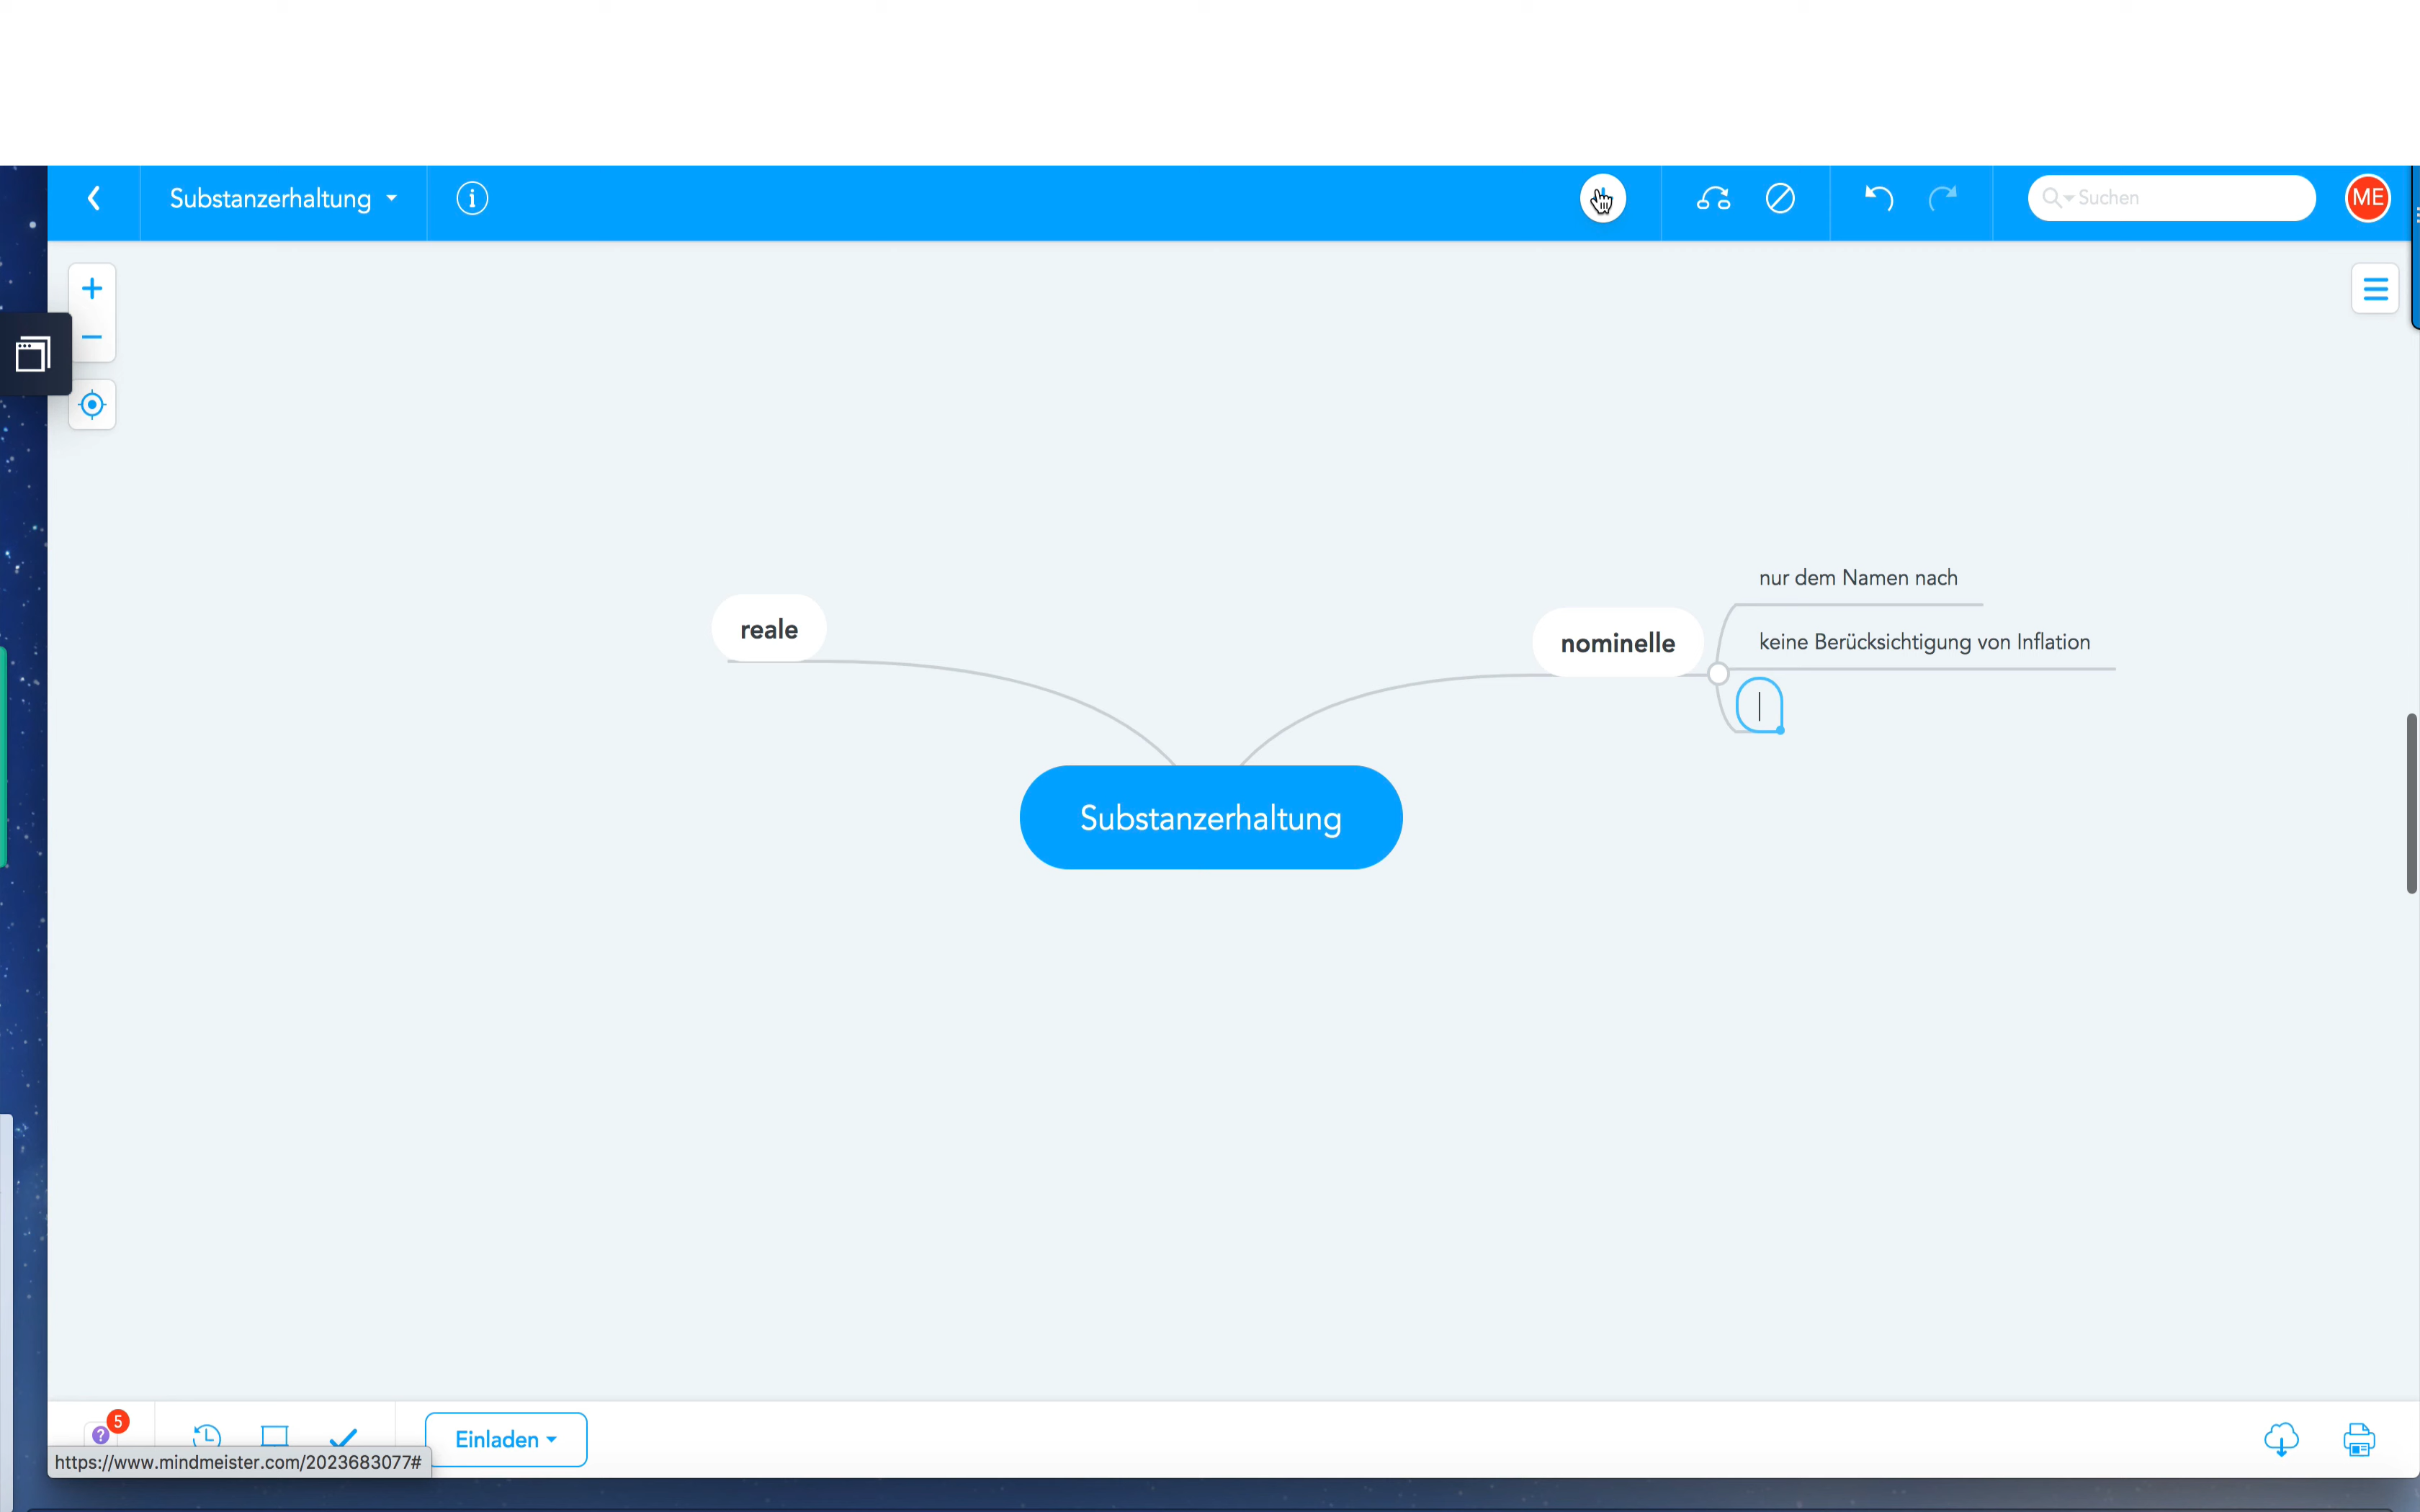 Substanzerhaltung
Suchen
ME
nur dem Namen nach
reale
nominelle
keine Berücksichtigung von Inflation
Substanzerhaltung
5
?
Einladen
https://www.mindmeister.com/2023683077#